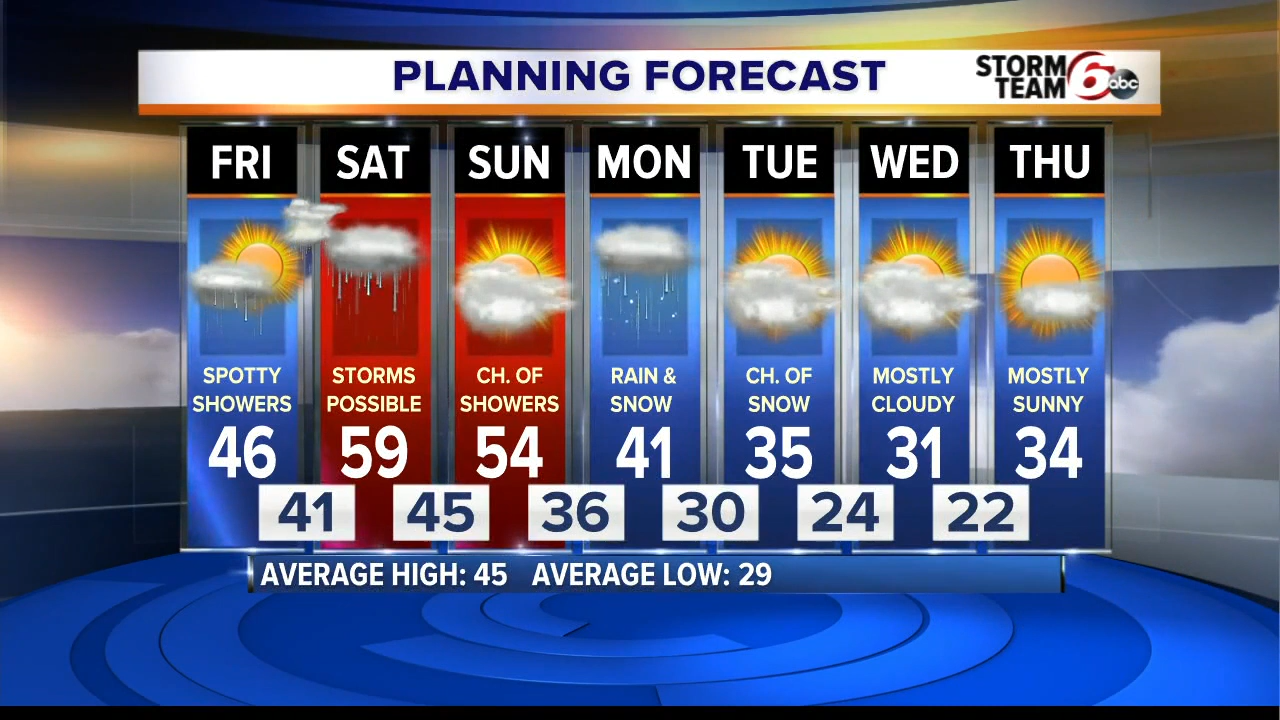 PLANNING FORECAST
STORM
TEAM
6
abc
FRI
SAT
SUN
MON
TUE
WED
THU
SPOTTY
SHOWERS
STORMS
POSSIBLE
CH. OF
SHOWERS
RAIN &
SNOW
CH. OF
SNOW
MOSTLY
CLOUDY
MOSTLY
SUNNY
46
59
54
41
35
31
34
41
45
36
30
24
22
AVERAGE HIGH: 45 AVERAGE LOW: 29